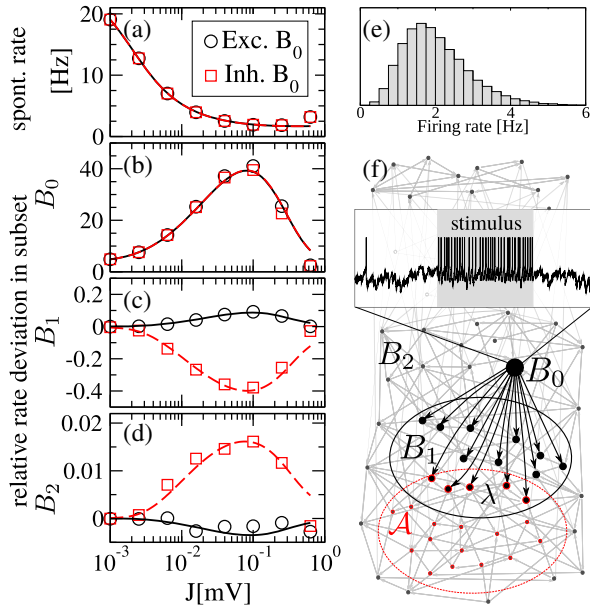 (a)
Exc. B0
Inh. B0
spont. rate
[Hz]
20
15
10
5
0
(b)
B0
40
20
0
relative rate deviation in subset
(c)
B1
0.2
0
-0.2
-0.4
(d)
B2
0.02
0.01
0
10^-3
10^-2
10^-1
10^0
J[mV]
(e)
0
2
4
6
Firing rate [Hz]
(f)
stimulus
B2
B0
B1
λ
A